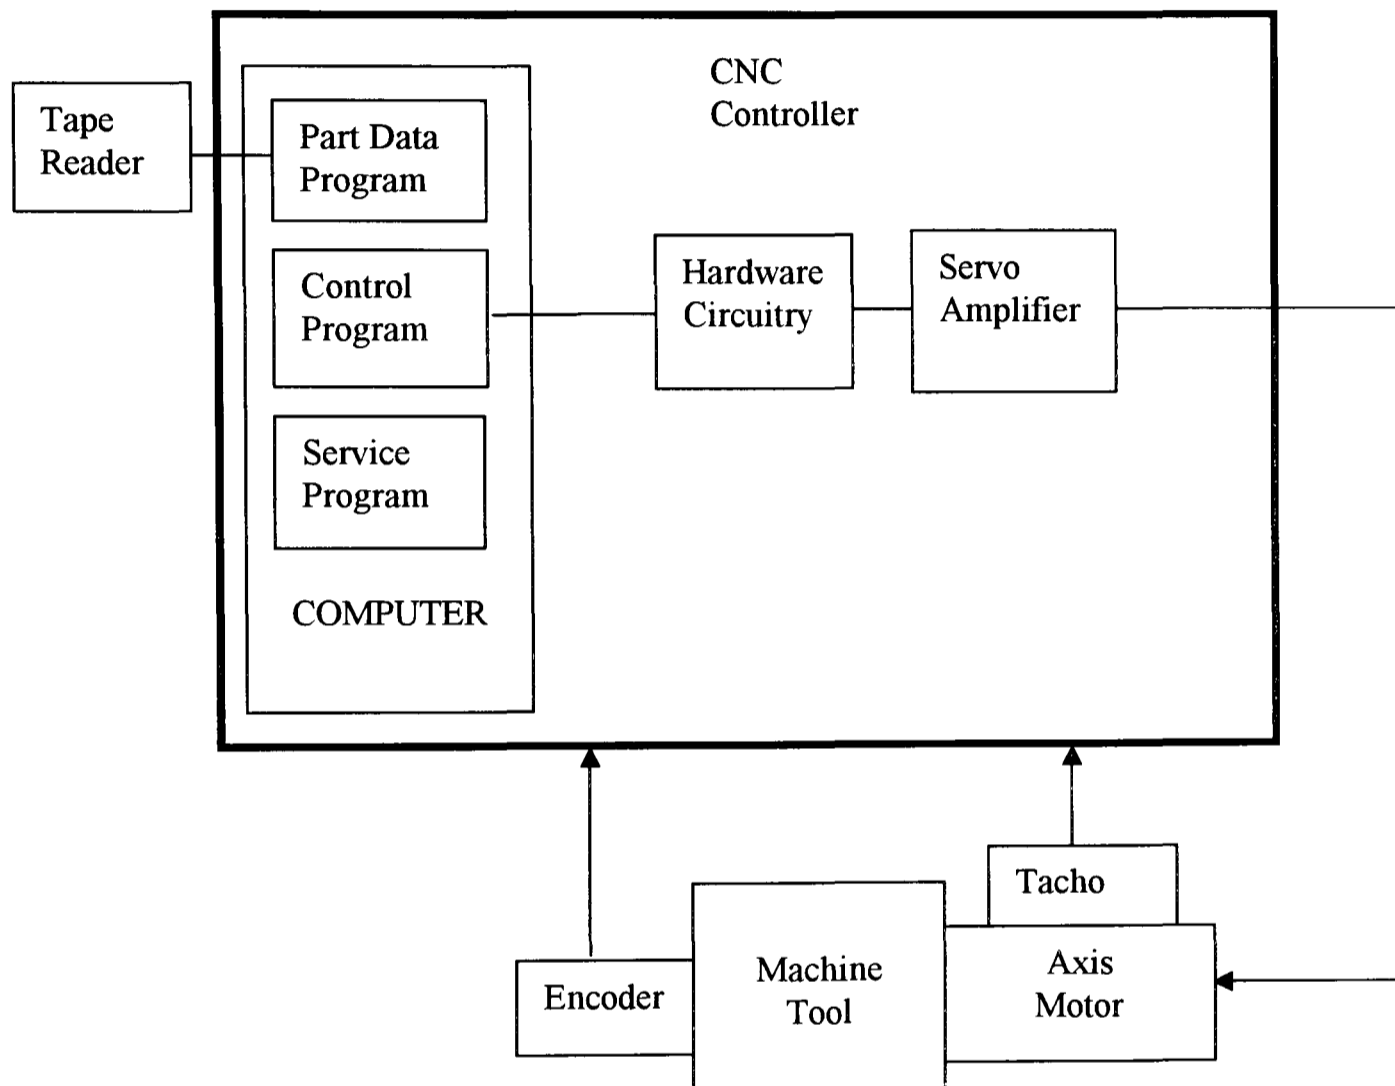 CNC
Controller
Tape
Reader
Part Data
Program
Control
Program
Hardware
Circuitry
Servo
Amplifier
Service
Program
COMPUTER
Tacho
Encoder
Machine
Tool
Axis
Motor